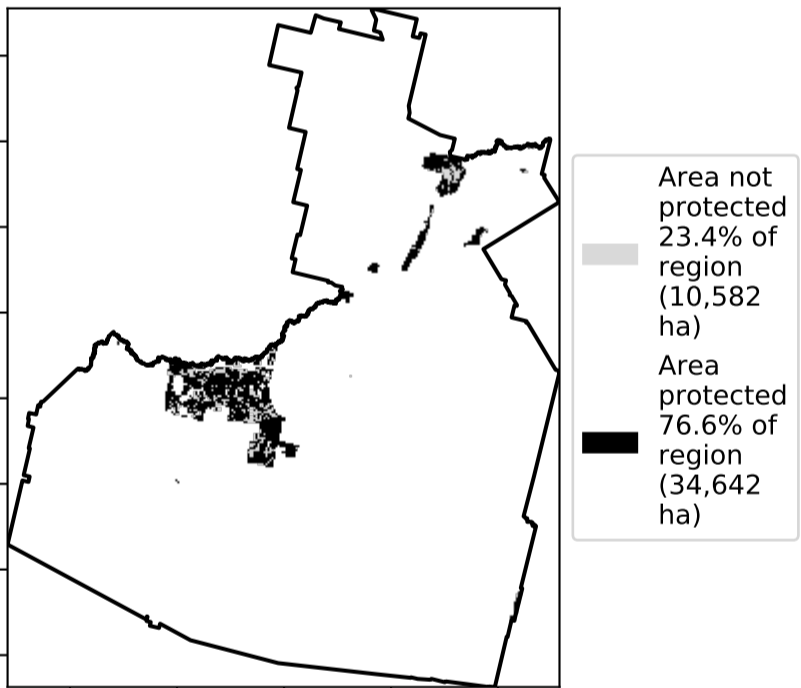 Area not
protected
23.4% of
region
(10,582
ha)
Area
protected
76.6% of
region
(34,642
ha)